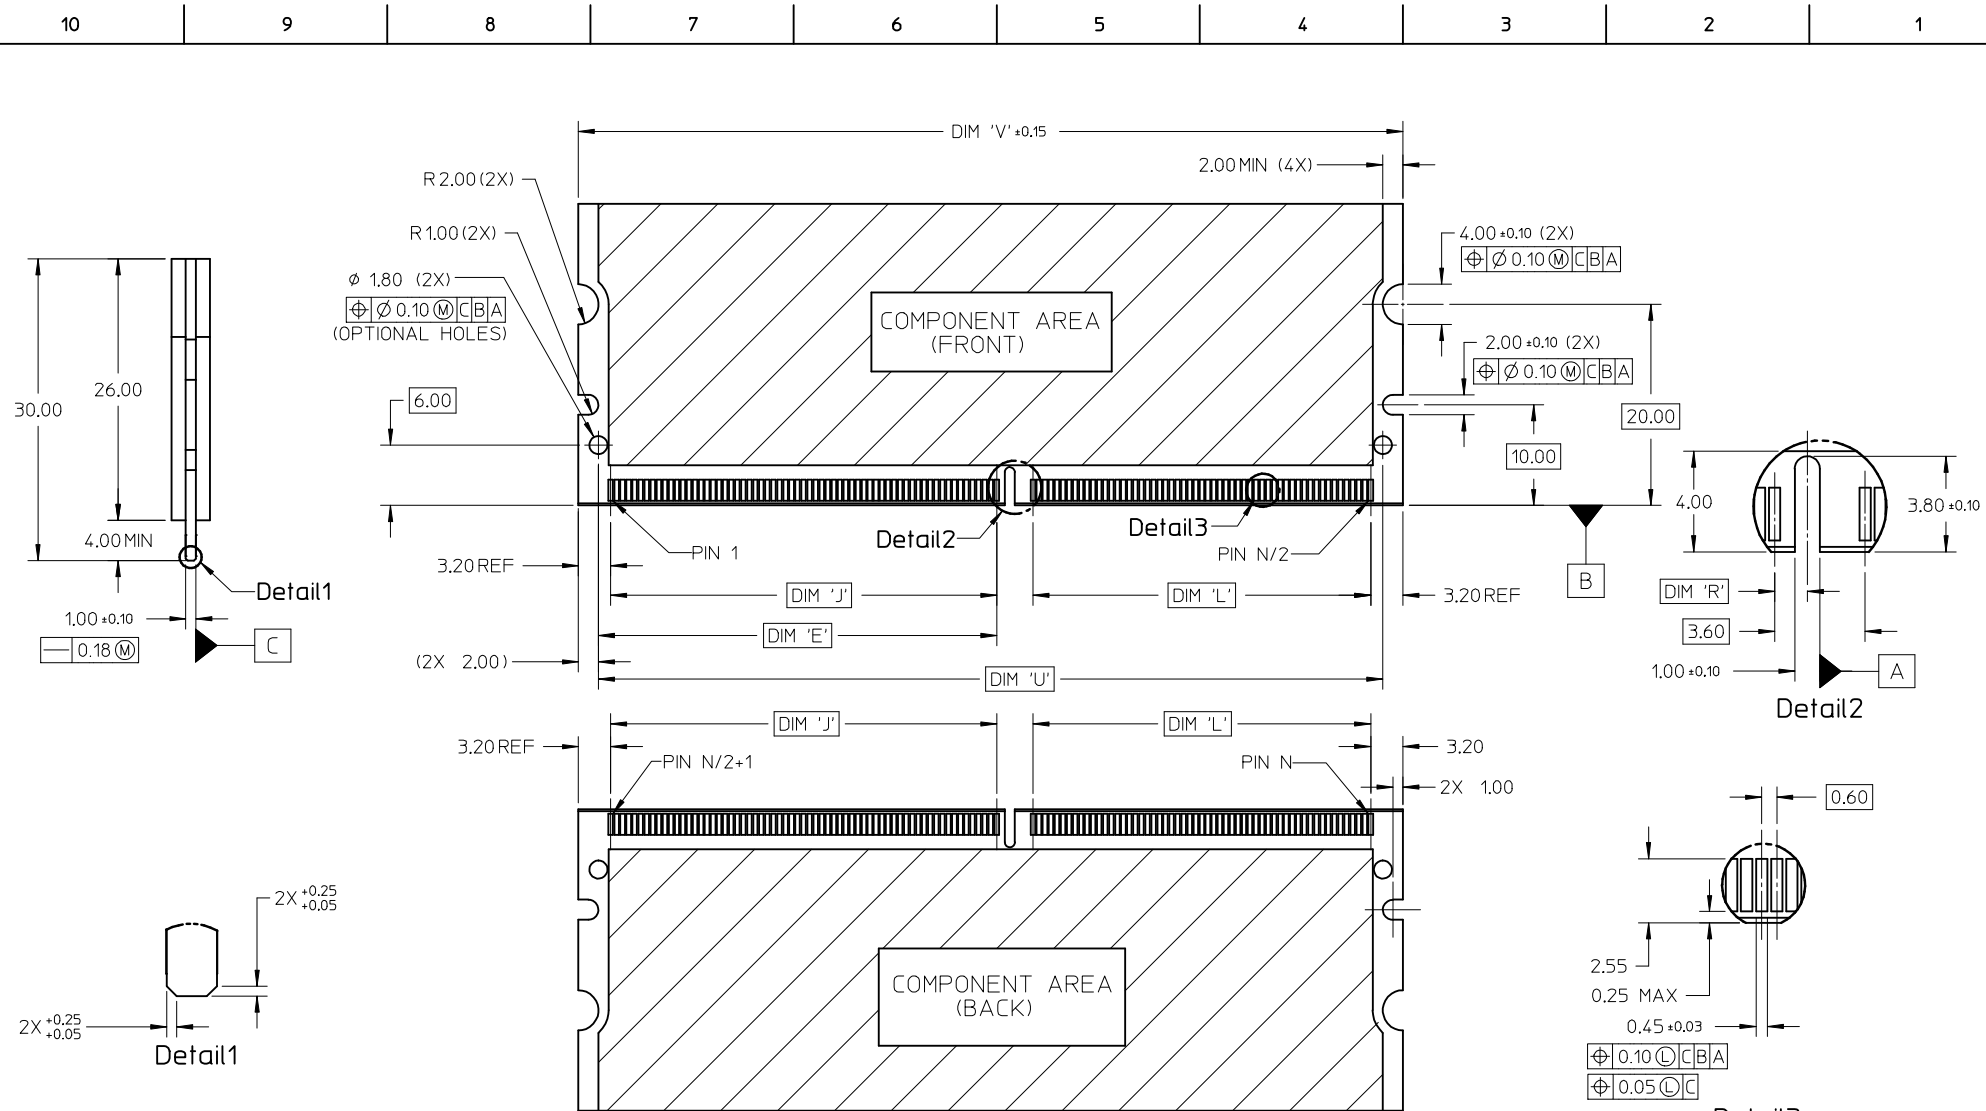 10 9 8 7 6 5 4 3 2 1
DIM 'V' ±0.15
2.00 MIN (4X)
R 2.00 (2X)
R 1.00 (2X)
4.00 ±0.10 (2X)
⌖ Ø 0.10 Ⓜ C B A
ø 1.80 (2X)
⌖ Ø 0.10 Ⓜ C B A
(OPTIONAL HOLES)
COMPONENT AREA
(FRONT)
2.00 ±0.10 (2X)
⌖ Ø 0.10 Ⓜ C B A
30.00
26.00
6.00
20.00
10.00
4.00
3.80 ±0.10
4.00 MIN
Detail1
1.00 ±0.10
— 0.18 Ⓜ
C
PIN 1
Detail2
Detail3
PIN N/2
3.20 REF
DIM 'J'
DIM 'L'
3.20 REF
B
DIM 'R'
3.60
1.00 ±0.10
A
Detail2
DIM 'E'
(2X 2.00)
DIM 'U'
DIM 'J'
DIM 'L'
3.20 REF
3.20
PIN N/2+1
PIN N
2X 1.00
0.60
2X +0.25
+0.05
2X +0.25
+0.05
Detail1
COMPONENT AREA
(BACK)
2.55
0.25 MAX
0.45 ±0.03
⌖ 0.10 Ⓛ C B A
⌖ 0.05 Ⓛ C